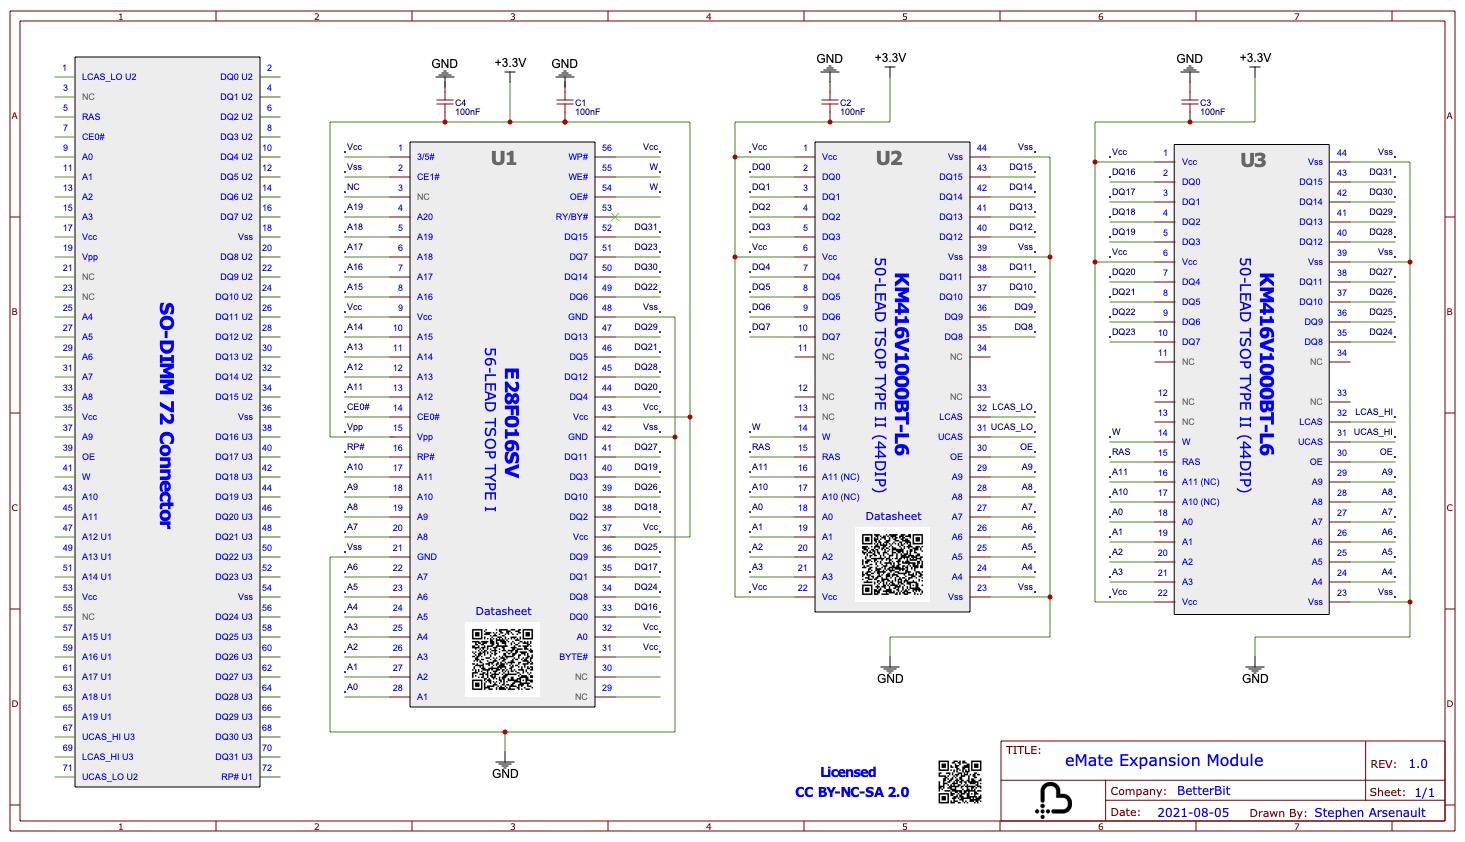 1 2 3 4 5 6 7
A
B
C
D
1 LCAS_LO U2 DQ0 U2 2
3 NC DQ1 U2 4
5 RAS DQ2 U2 6
7 CE0# DQ3 U2 8
9 A0 DQ4 U2 10
11 A1 DQ5 U2 12
13 A2 DQ6 U2 14
15 A3 DQ7 U2 16
17 Vcc Vss 18
19 Vpp DQ8 U2 20
21 NC DQ9 U2 22
23 NC DQ10 U2 24
25 A4 DQ11 U2 26
27 A5 DQ12 U2 28
29 A6 DQ13 U2 30
31 A7 DQ14 U2 32
33 A8 DQ15 U2 34
35 Vcc Vss 36
37 A9 DQ16 U3 38
39 OE DQ17 U3 40
41 W DQ18 U3 42
43 A10 DQ19 U3 44
45 A11 DQ20 U3 46
47 A12 U1 DQ21 U3 48
49 A13 U1 DQ22 U3 50
51 A14 U1 DQ23 U3 52
53 Vcc Vss 54
55 NC DQ24 U3 56
57 A15 U1 DQ25 U3 58
59 A16 U1 DQ26 U3 60
61 A17 U1 DQ27 U3 62
63 A18 U1 DQ28 U3 64
65 A19 U1 DQ29 U3 66
67 UCAS_HI U3 DQ30 U3 68
69 LCAS_HI U3 DQ31 U3 70
71 UCAS_LO U2 RP# U1 72
SO-DIMM 72 Connector
GND +3.3V GND
C4 C1
100nF 100nF
U1
Vcc 1 3/5# WP# 56 Vcc
Vss 2 CE1# WE# 55 W
NC 3 NC OE# 54 W
A19 4 A20 RY/BY# 53
A18 5 A19 DQ15 52 DQ31
A17 6 A18 DQ7 51 DQ23
A16 7 A17 DQ14 50 DQ30
A15 8 A16 DQ6 49 DQ22
Vcc 9 Vcc GND 48 Vss
A14 10 A15 DQ13 47 DQ29
A13 11 A14 DQ5 46 DQ21
A12 12 A13 DQ12 45 DQ28
A11 13 A12 DQ4 44 DQ20
CE0# 14 CE0# Vcc 43 Vcc
Vpp 15 Vpp GND 42 Vss
RP# 16 RP# DQ11 41 DQ27
A10 17 A11 DQ3 40 DQ19
A9 18 A10 DQ10 39 DQ26
A8 19 A9 DQ2 38 DQ18
A7 20 A8 Vcc 37 Vcc
Vss 21 GND DQ9 36 DQ25
A6 22 A7 DQ1 35 DQ17
A5 23 A6 DQ8 34 DQ24
A4 24 A5 DQ0 33 DQ16
A3 25 A4 A0 32 Vcc
A2 26 A3 BYTE# 31 Vcc
A1 27 A2 NC 30
A0 28 A1 NC 29
E28F016SV
56-LEAD TSOP TYPE I
Datasheet
GND
GND +3.3V
C2
100nF
U2
Vcc 1 Vcc Vss 44 Vss
DQ0 2 DQ0 DQ15 43 DQ15
DQ1 3 DQ1 DQ14 42 DQ14
DQ2 4 DQ2 DQ13 41 DQ13
DQ3 5 DQ3 DQ12 40 DQ12
Vcc 6 Vcc Vss 39 Vss
DQ4 7 DQ4 DQ11 38 DQ11
DQ5 8 DQ5 DQ10 37 DQ10
DQ6 9 DQ6 DQ9 36 DQ9
DQ7 10 DQ7 DQ8 35 DQ8
11 NC NC 34
12 NC NC 33
13 NC LCAS 32 LCAS_LO
W 14 W UCAS 31 UCAS_LO
RAS 15 RAS OE 30 OE
A11 16 A11 (NC) A9 29 A9
A10 17 A10 (NC) A8 28 A8
A0 18 A0 A7 27 A7
A1 19 A1 A6 26 A6
A2 20 A2 A5 25 A5
A3 21 A3 A4 24 A4
Vcc 22 Vcc Vss 23 Vss
KM416V1000BT-L6
50-LEAD TSOP TYPE II (44DIP)
Datasheet
GND
GND +3.3V
C3
100nF
U3
Vcc 1 Vcc Vss 44 Vss
DQ16 2 DQ0 DQ15 43 DQ31
DQ17 3 DQ1 DQ14 42 DQ30
DQ18 4 DQ2 DQ13 41 DQ29
DQ19 5 DQ3 DQ12 40 DQ28
Vcc 6 Vcc Vss 39 Vss
DQ20 7 DQ4 DQ11 38 DQ27
DQ21 8 DQ5 DQ10 37 DQ26
DQ22 9 DQ6 DQ9 36 DQ25
DQ23 10 DQ7 DQ8 35 DQ24
11 NC NC 34
12 NC NC 33
13 NC LCAS 32 LCAS_HI
W 14 W UCAS 31 UCAS_HI
RAS 15 RAS OE 30 OE
A11 16 A11 (NC) A9 29 A9
A10 17 A10 (NC) A8 28 A8
A0 18 A0 A7 27 A7
A1 19 A1 A6 26 A6
A2 20 A2 A5 25 A5
A3 21 A3 A4 24 A4
Vcc 22 Vcc Vss 23 Vss
KM416V1000BT-L6
50-LEAD TSOP TYPE II (44DIP)
GND
Licensed
CC BY-NC-SA 2.0
TITLE:
eMate Expansion Module
REV: 1.0
Company: BetterBit
Sheet: 1/1
Date: 2021-08-05 Drawn By: Stephen Arsenault
A
B
C
D
1 2 3 4 5 6 7